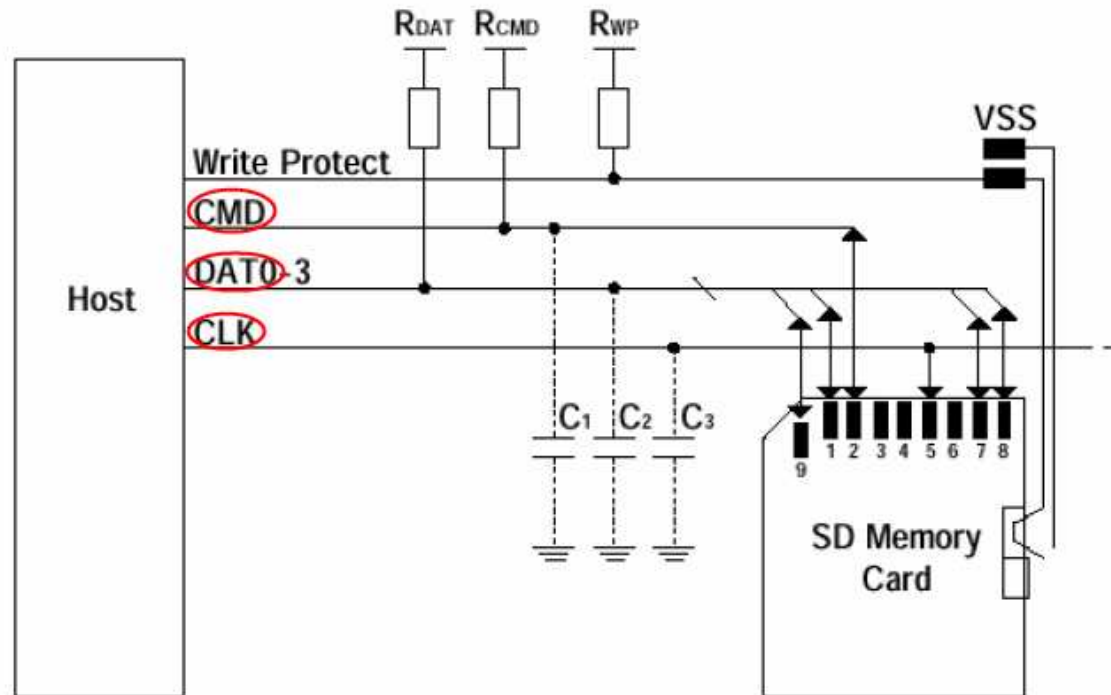 RDAT RCMD RWP
VSS
Write Protect
CMD
DAT0-3
Host
CLK
C1 C2 C3
1 2 3 4 5 6 7 8
9
SD Memory
Card